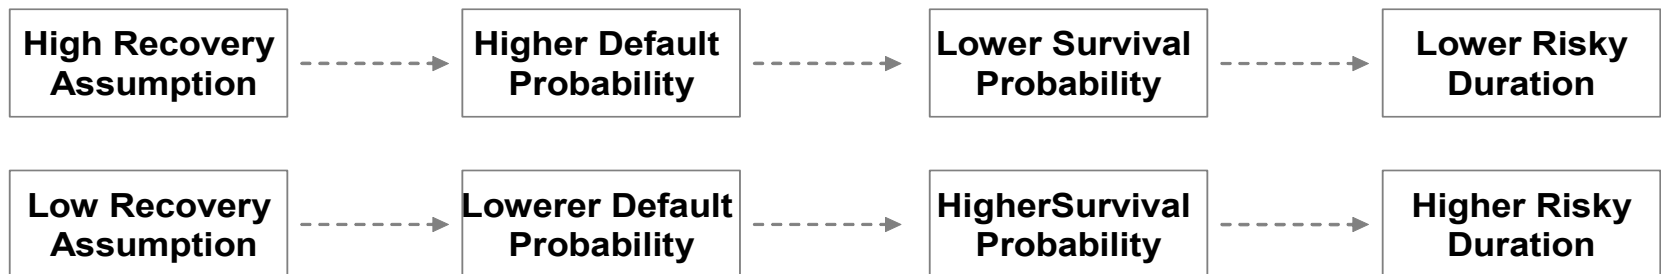 High Recovery
Assumption
Higher Default
Probability
Lower Survival
Probability
Lower Risky
Duration
Low Recovery
Assumption
Lowerer Default
Probability
HigherSurvival
Probability
Higher Risky
Duration